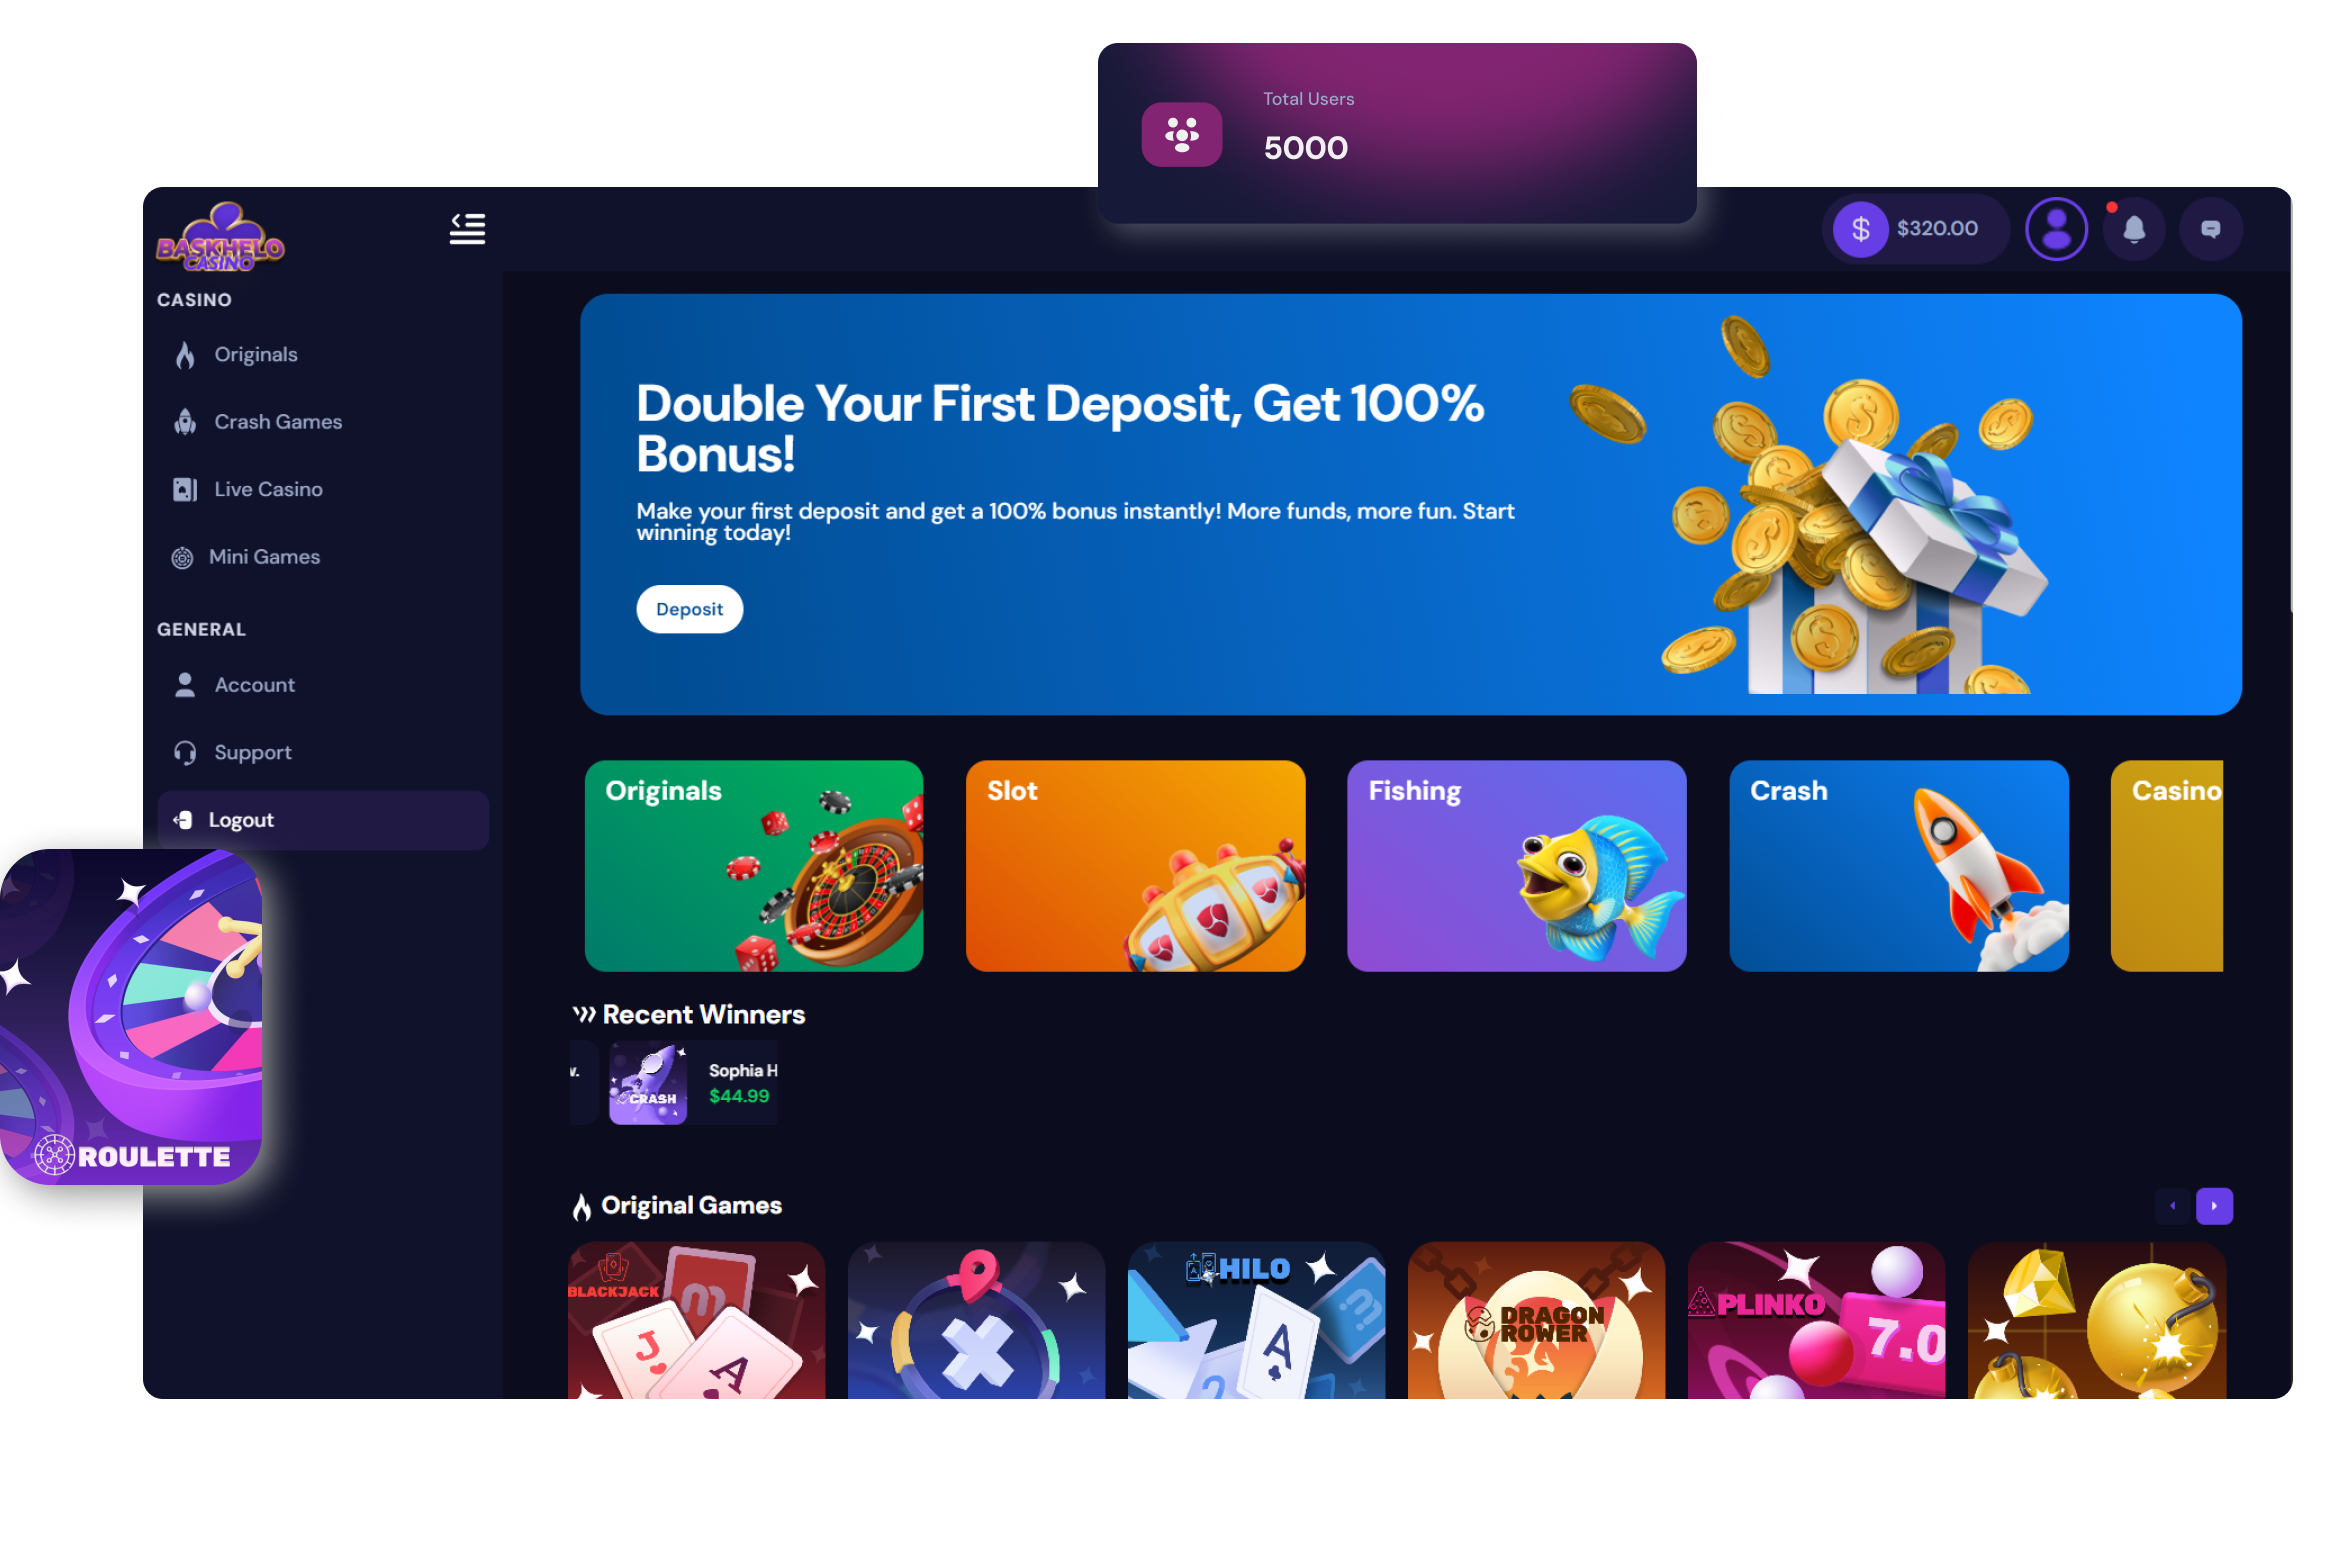 Total Users
5000
BASKHELO
CASINO
$320.00
CASINO
Originals
Crash Games
Live Casino
Mini Games
GENERAL
Account
Support
Logout
ROULETTE
Double Your First Deposit, Get 100%
Bonus!
Make your first deposit and get a 100% bonus instantly! More funds, more fun. Start
winning today!
Deposit
Originals
Slot
Fishing
Crash
Casino
Recent Winners
CRASH
Sophia H
$44.99
Original Games
BLACKJACK
J
A
HILO
A
2
DRAGON
ROWER
PLINKO
7.0